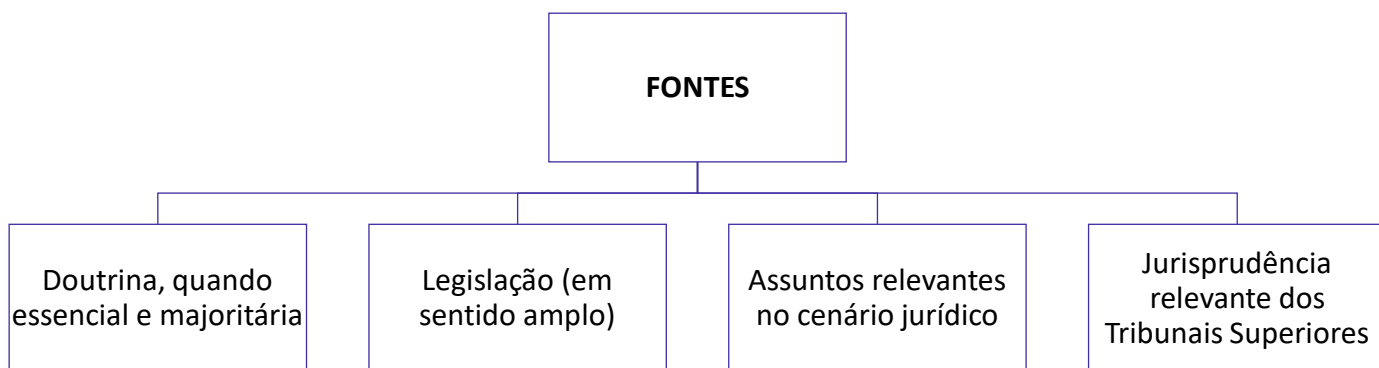 FONTES
Doutrina, quando
essencial e majoritária
Legislação (em
sentido amplo)
Assuntos relevantes
no cenário jurídico
Jurisprudência
relevante dos
Tribunais Superiores